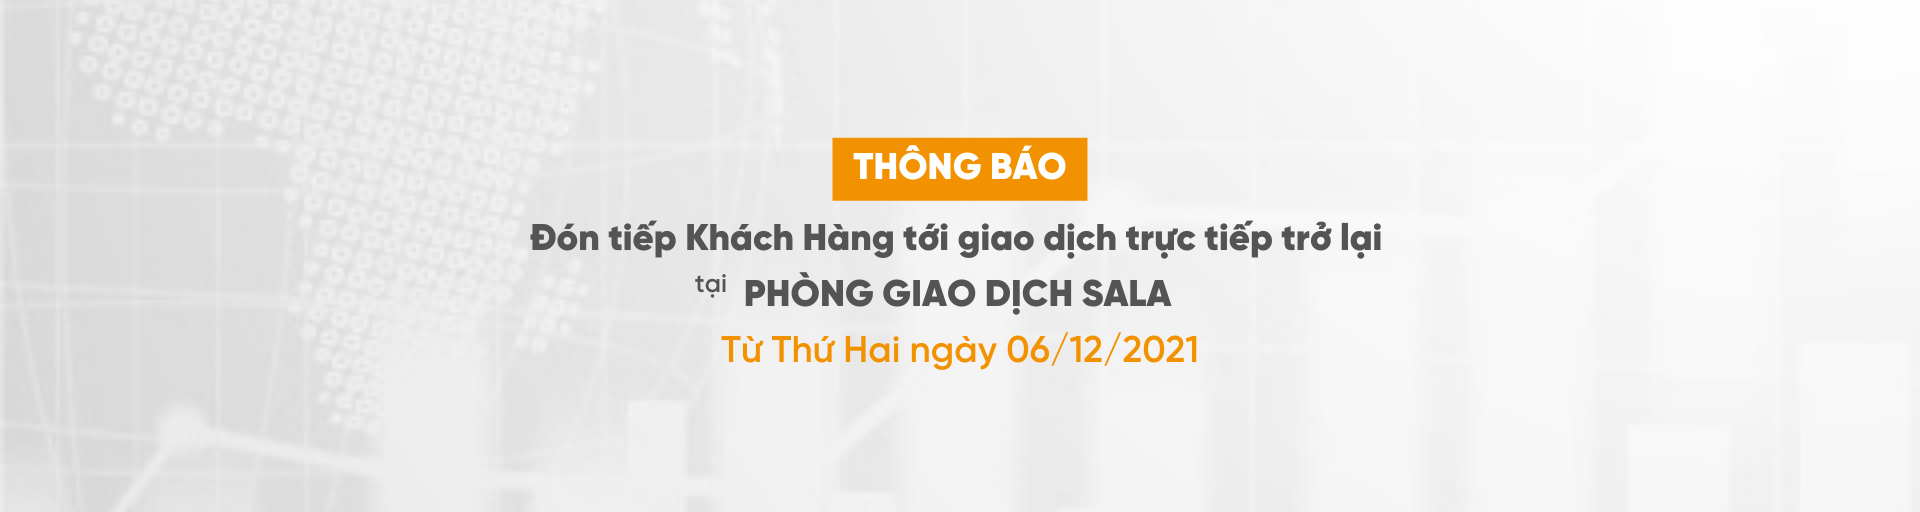 THÔNG BÁO
Đón tiếp Khách Hàng tới giao dịch trực tiếp trở lại
tại PHÒNG GIAO DỊCH SALA
Từ Thứ Hai ngày 06/12/2021